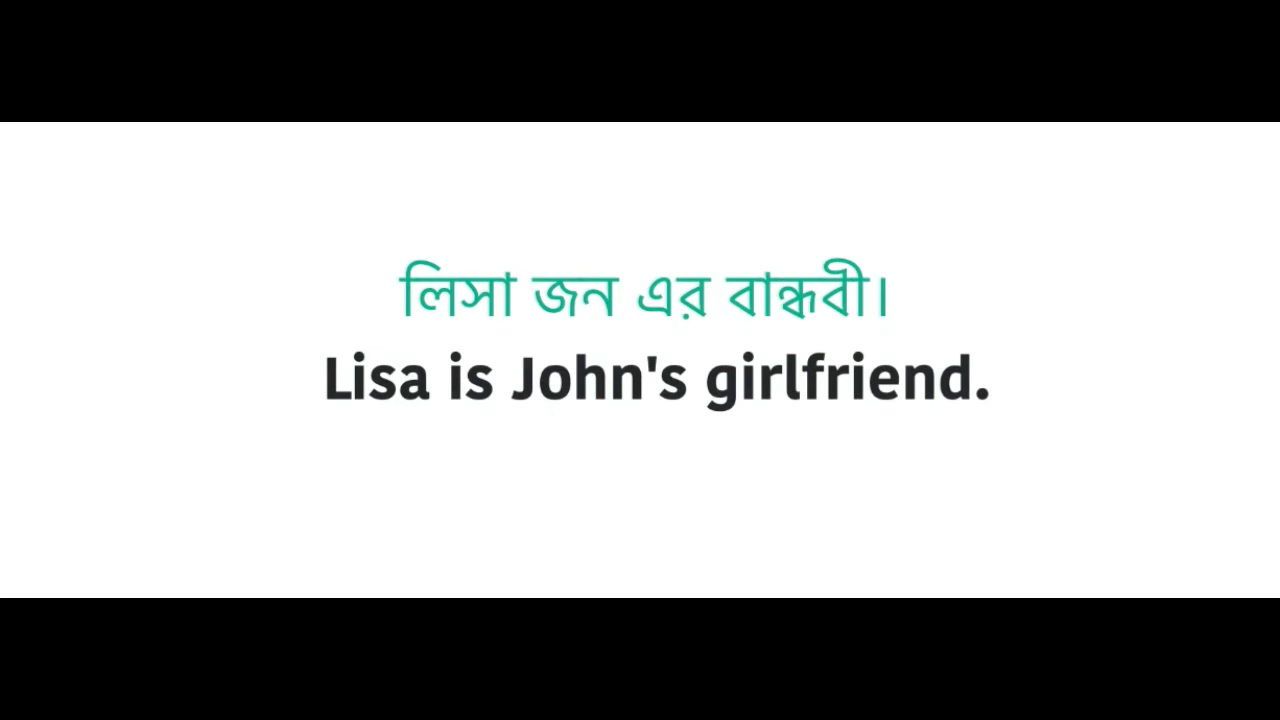 লিসা জন এর বান্ধবী।
Lisa is John's girlfriend.